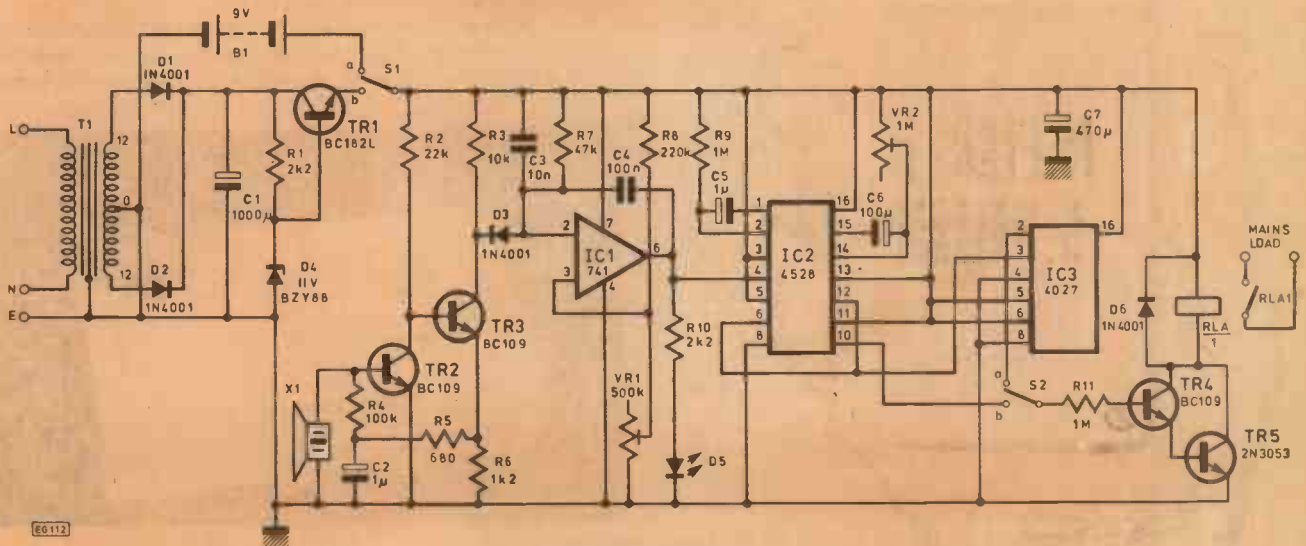 9V
B1
D1
1N4001
a
S1
b
TR1
BC182L
L
T1
12
0
12
N
E
D2
1N4001
C1
1000µ
R1
2k2
D4
11V
BZY88
R2
22k
R3
10k
C3
10n
R7
47k
C4
100n
R8
220k
R9
1M
C5
1µ
VR2
1M
C6
100µ
C7
470µ
D3
1N4001
2
7
6
3
4
IC1
741
1
2
3
4
5
6
8
16
15
14
13
12
11
10
IC2
4528
2
3
4
5
6
8
16
IC3
4027
MAINS
LOAD
RLA1
D6
1N4001
RLA
1
TR3
BC109
TR2
BC109
X1
R4
100k
R5
680
C2
1µ
R6
1k2
VR1
500k
R10
2k2
D5
a
S2
b
R11
1M
TR4
BC109
TR5
2N3053
EG112